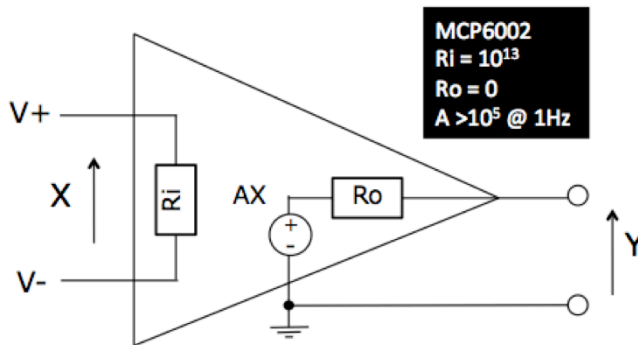 MCP6002
Ri = 10¹³
Ro = 0
A >10⁵ @ 1Hz
V+
X
Ri
AX
Ro
+
-
V-
Y